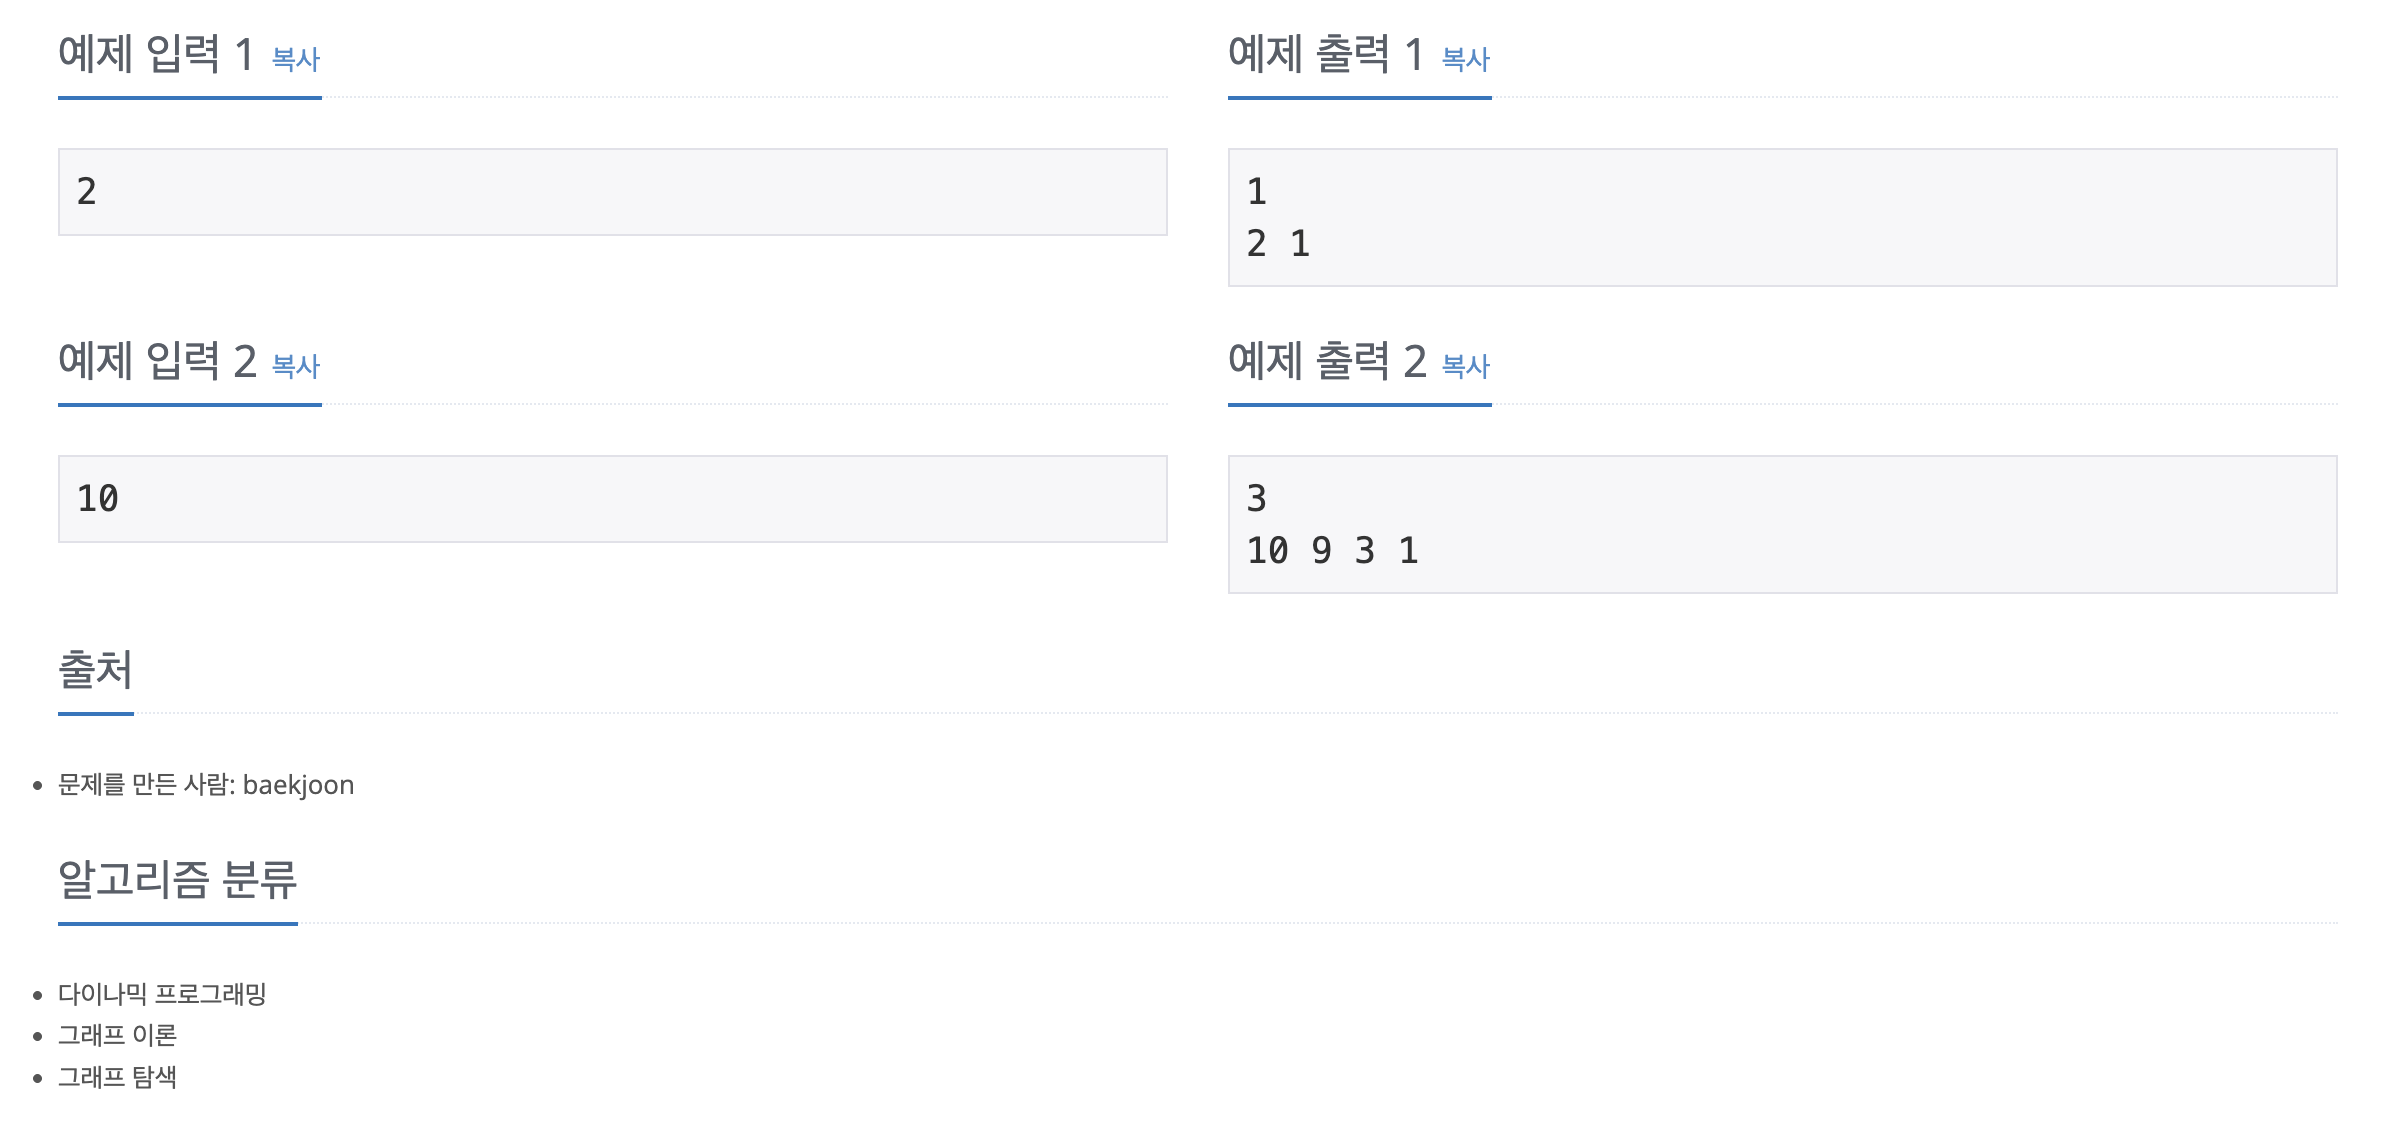 예제 입력 1 복사
2
예제 출력 1 복사
1
2 1
예제 입력 2 복사
10
예제 출력 2 복사
3
10 9 3 1
출처
문제를 만든 사람: baekjoon
알고리즘 분류
다이나믹 프로그래밍
그래프 이론
그래프 탐색